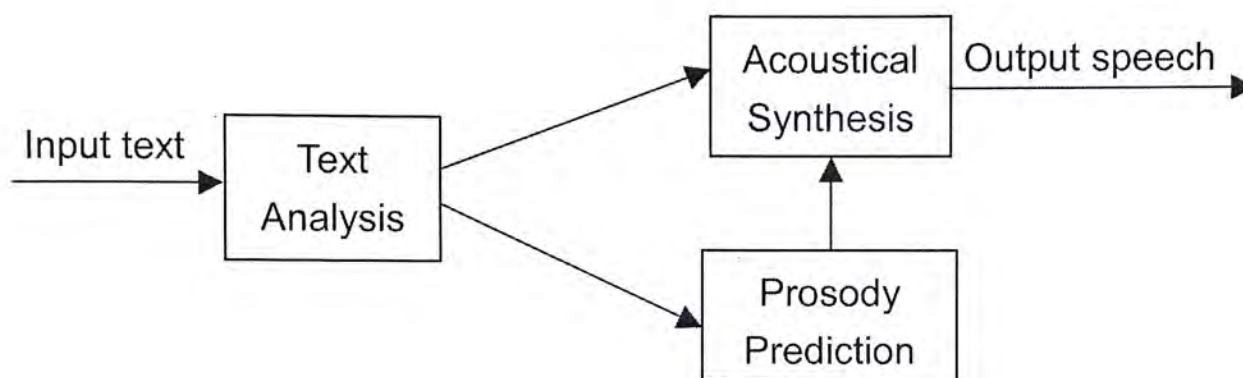 Input text
Text
Analysis
Acoustical
Synthesis
Output speech
Prosody
Prediction